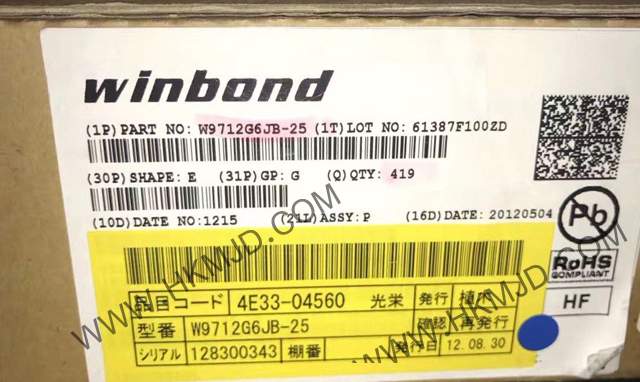 winbond
(1P)PART NO: W9712G6JB-25 (1T)LOT NO: 61387F100ZD
(30P)SHAPE: E (31P)GP: G (Q)QTY: 419
(10D)DATE NO:1215 (21L)ASSY:P (16D)DATE: 20120504
Pb
RoHS
COMPLIANT
HF
品目コード 4E33-04560 光栄 発行
型番 W9712G6JB-25 確認 再発行
シリアル 128300343 棚番 発行日 12.08.30
WWW.HKMJD.COM
WWW.HKMJD.COM